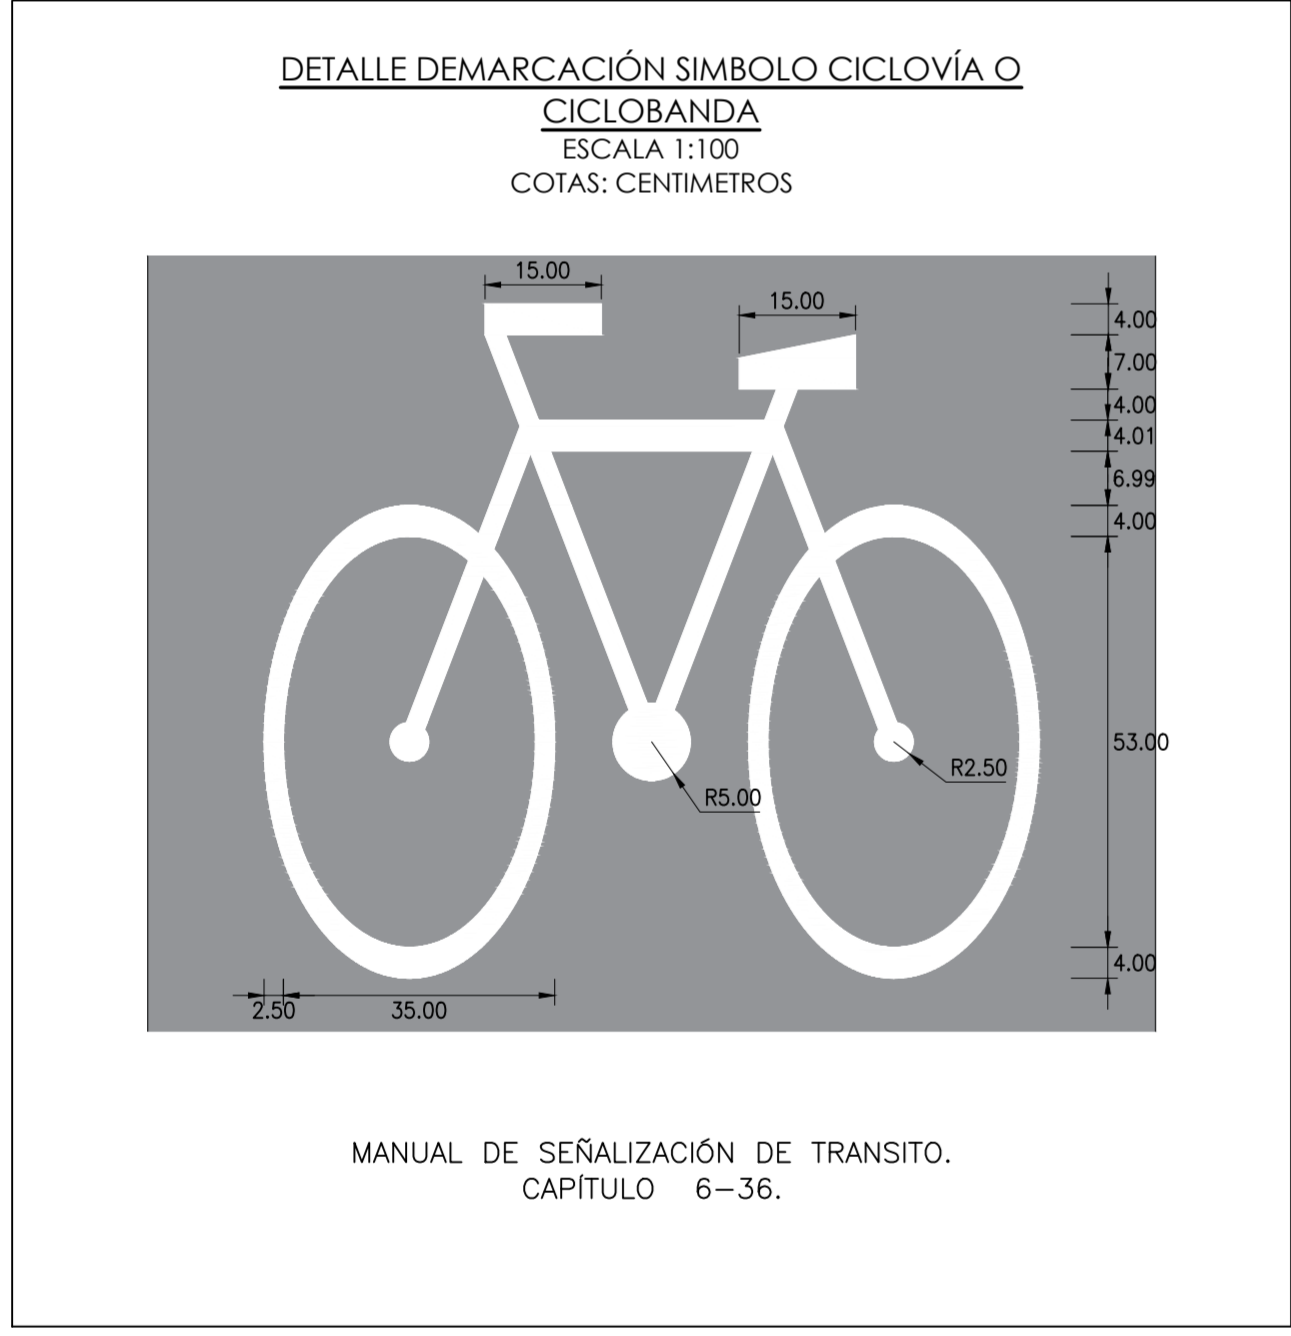 DETALLE DEMARCACIÓN SIMBOLO CICLOVÍA O
CICLOBANDA
ESCALA 1:100
COTAS: CENTIMETROS
15.00
15.00
4.00
7.00
4.00
4.01
6.99
4.00
53.00
R2.50
R5.00
4.00
2.50
35.00
MANUAL DE SEÑALIZACIÓN DE TRANSITO.
CAPÍTULO 6-36.